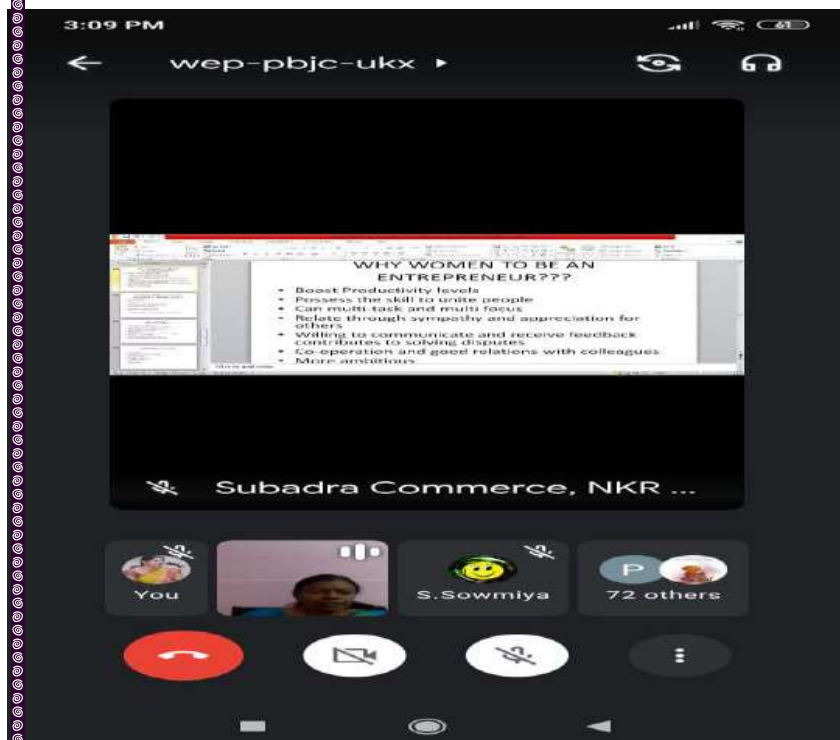 3:09 PM
61
wep-pbjc-ukx
WHY WOMEN TO BE AN
ENTREPRENEUR???
• Boost Productivity levels
• Possess the skill to unite people
• Can multi-task and multi focus
• Relate through sympathy and appreciation for
others
• Willing to communicate and receive feedback
contributes to solving disputes
• Co-operation and good relations with colleagues
• More ambitious
Subadra Commerce, NKR ...
P
You
S.Sowmiya
72 others